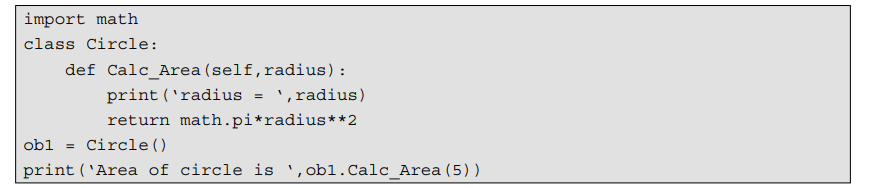 import math
class Circle:
    def Calc_Area(self,radius):
        print(‘radius = ‘,radius)
        return math.pi*radius**2
ob1 = Circle()
print(‘Area of circle is ‘,ob1.Calc_Area(5))